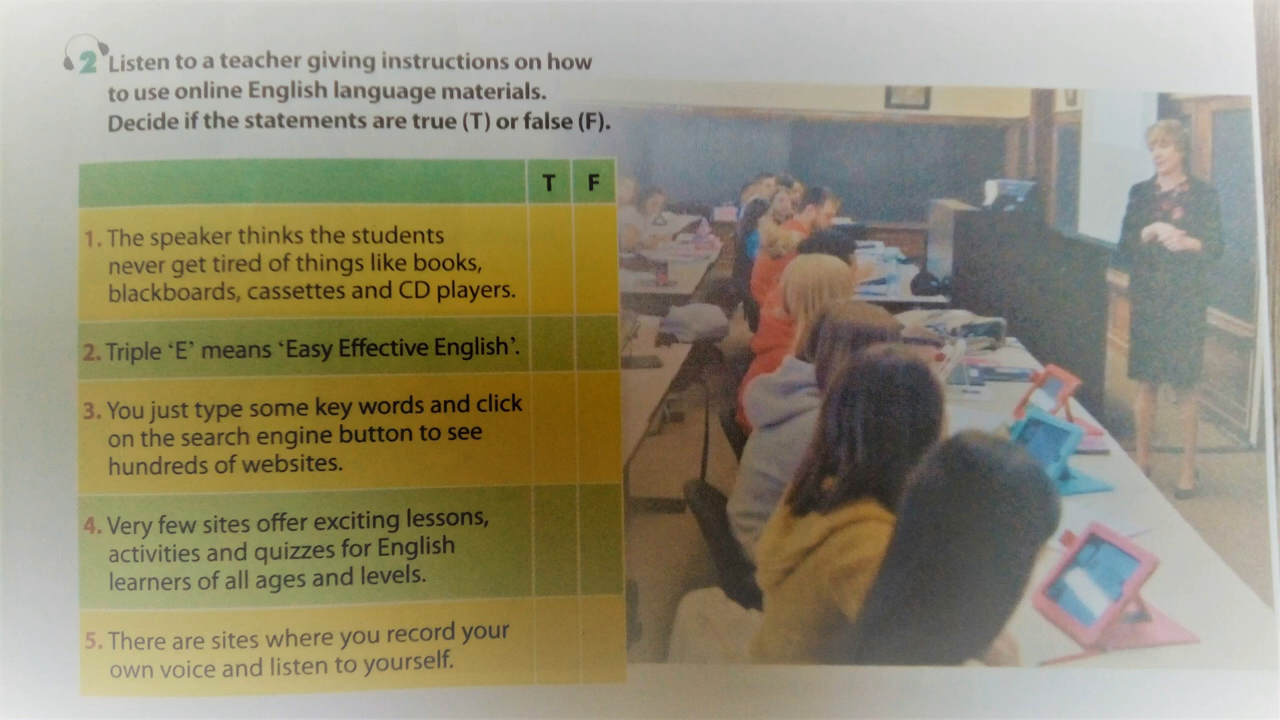 2 Listen to a teacher giving instructions on how
to use online English language materials.
Decide if the statements are true (T) or false (F).
T F
1. The speaker thinks the students
never get tired of things like books,
blackboards, cassettes and CD players.
2. Triple ‘E’ means ‘Easy Effective English’.
3. You just type some key words and click
on the search engine button to see
hundreds of websites.
4. Very few sites offer exciting lessons,
activities and quizzes for English
learners of all ages and levels.
5. There are sites where you record your
own voice and listen to yourself.